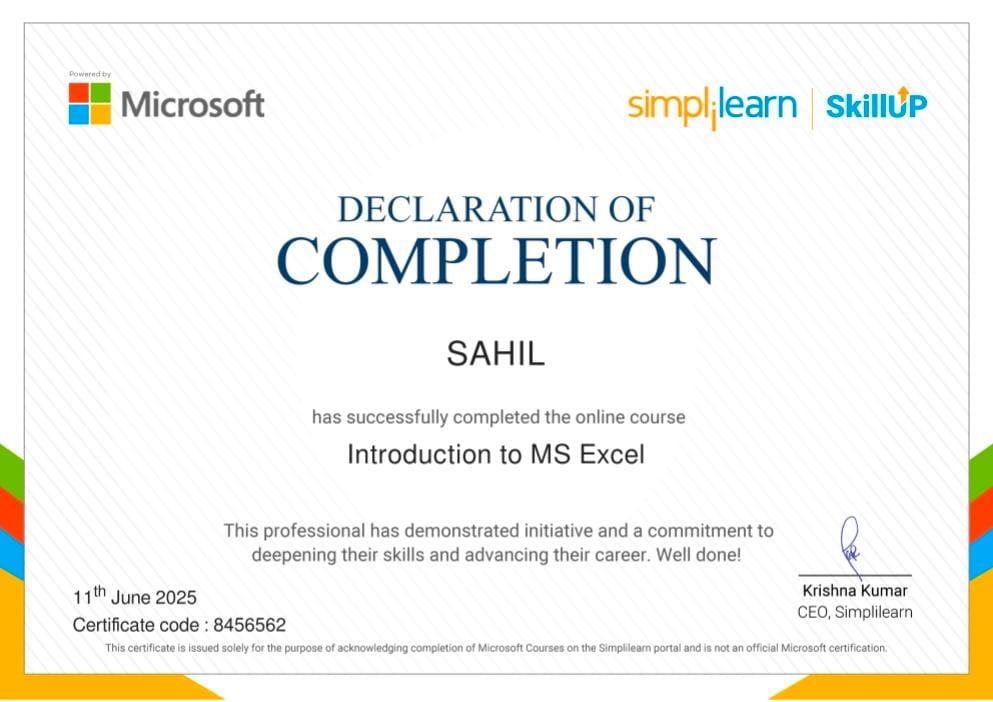 Powered by
Microsoft
simplilearn | SkillUP
DECLARATION OF
COMPLETION
SAHIL
has successfully completed the online course
Introduction to MS Excel
This professional has demonstrated initiative and a commitment to
deepening their skills and advancing their career. Well done!
11th June 2025
Certificate code : 8456562
Krishna Kumar
CEO, Simplilearn
This certificate is issued solely for the purpose of acknowledging completion of Microsoft Courses on the Simplilearn portal and is not an official Microsoft certification.